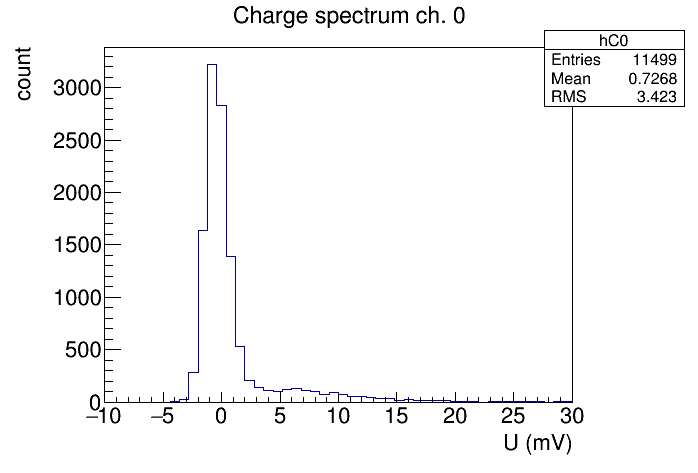 Charge spectrum ch. 0
hC0
Entries 11499
Mean 0.7268
RMS 3.423
count
3000
2500
2000
1500
1000
500
0
−10 −5 0 5 10 15 20 25 30
U (mV)